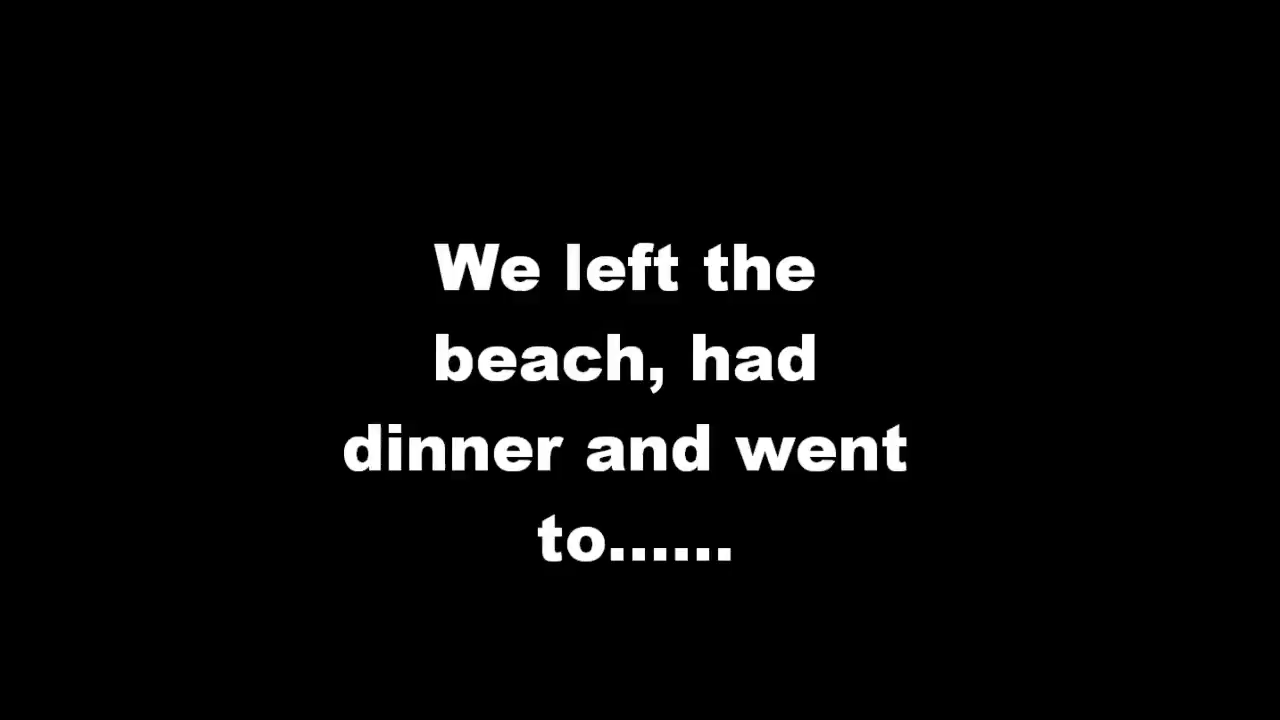 We left the
beach, had
dinner and went
to......